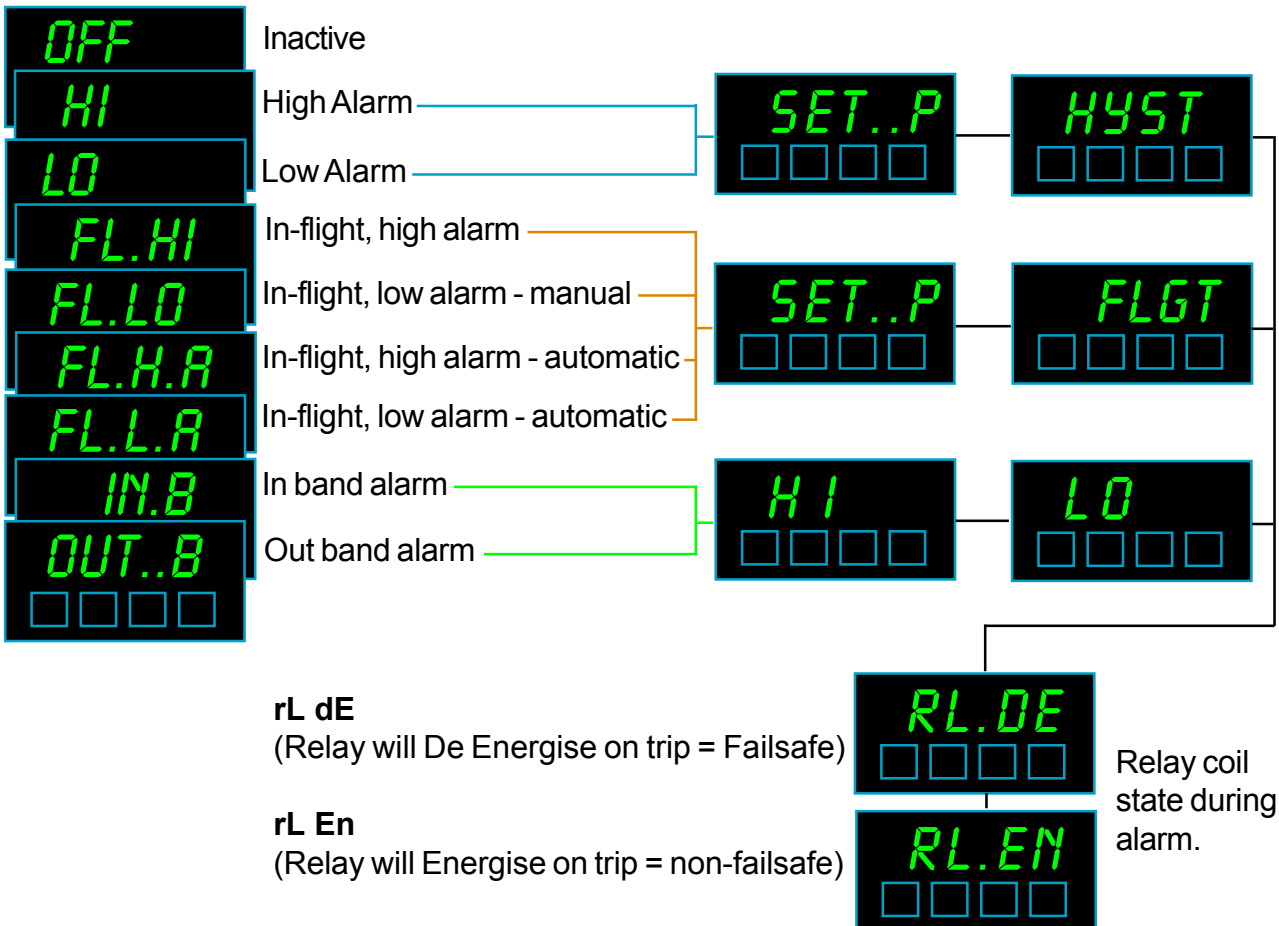 OFF Inactive
HI High Alarm SET..P HYST
LO Low Alarm
FL.HI In-flight, high alarm
FL.LO In-flight, low alarm - manual SET..P FLGT
FL.H.A In-flight, high alarm - automatic
FL.L.A In-flight, low alarm - automatic
IN.B In band alarm HI LO
OUT..B Out band alarm
rL dE RL.DE
(Relay will De Energise on trip = Failsafe)
Relay coil
state during
alarm.
rL En RL.EN
(Relay will Energise on trip = non-failsafe)